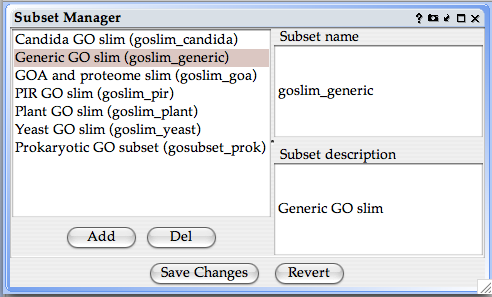 Subset Manager
Candida GO slim (goslim_candida)
Generic GO slim (goslim_generic)
GOA and proteome slim (goslim_goa)
PIR GO slim (goslim_pir)
Plant GO slim (goslim_plant)
Yeast GO slim (goslim_yeast)
Prokaryotic GO subset (gosubset_prok)
Add
Del
Subset name
goslim_generic
Subset description
Generic GO slim
Save Changes
Revert